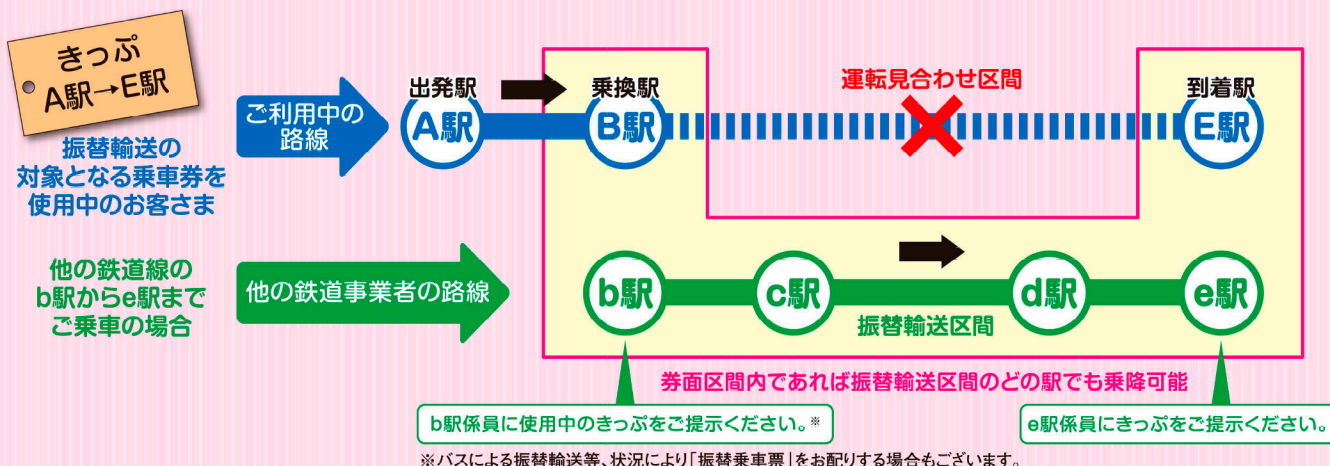 きっぷ
A駅→E駅
振替輸送の
対象となる乗車券を
使用中のお客さま
ご利用中の
路線
出発駅
A駅
乗換駅
B駅
運転見合わせ区間
到着駅
E駅
他の鉄道線の
b駅からe駅まで
ご乗車の場合
他の鉄道事業者の路線
b駅
c駅
d駅
e駅
振替輸送区間
券面区間内であれば振替輸送区間のどの駅でも乗降可能
b駅係員に使用中のきっぷをご提示ください。※
e駅係員にきっぷをご提示ください。
※バスによる振替輸送等、状況により「振替乗車票」をお配りする場合もございます。